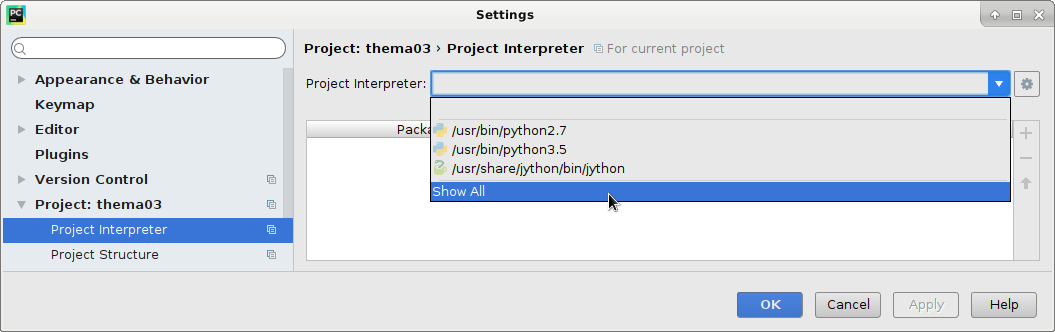 PC
Settings
Appearance & Behavior
Keymap
Editor
Plugins
Version Control
Project: thema03
Project Interpreter
Project Structure
Project: thema03 › Project Interpreter For current project
Project Interpreter:
Packa
/usr/bin/python2.7
/usr/bin/python3.5
/usr/share/jython/bin/jython
Show All
OK Cancel Apply Help